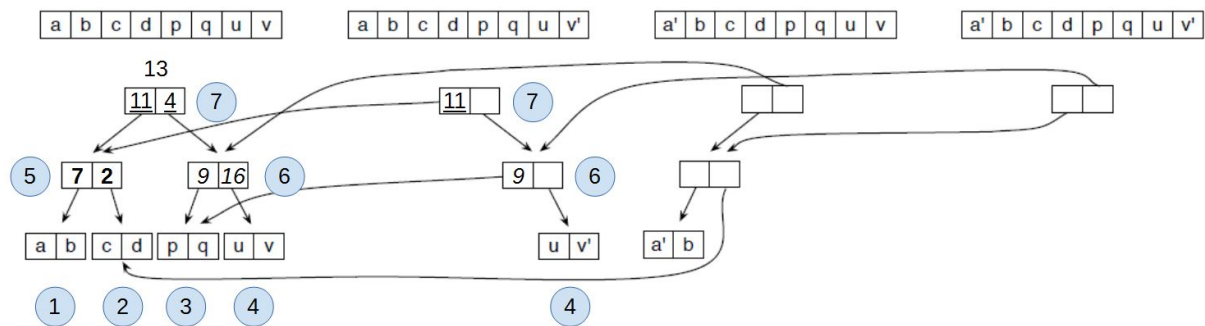 a b c d p q u v
a b c d p q u v'
a' b c d p q u v
a' b c d p q u v'
13
11 4
7
11
7
5
7 2
9 16
6
9
6
a b
c d
p q
u v
u v'
a' b
1
2
3
4
4